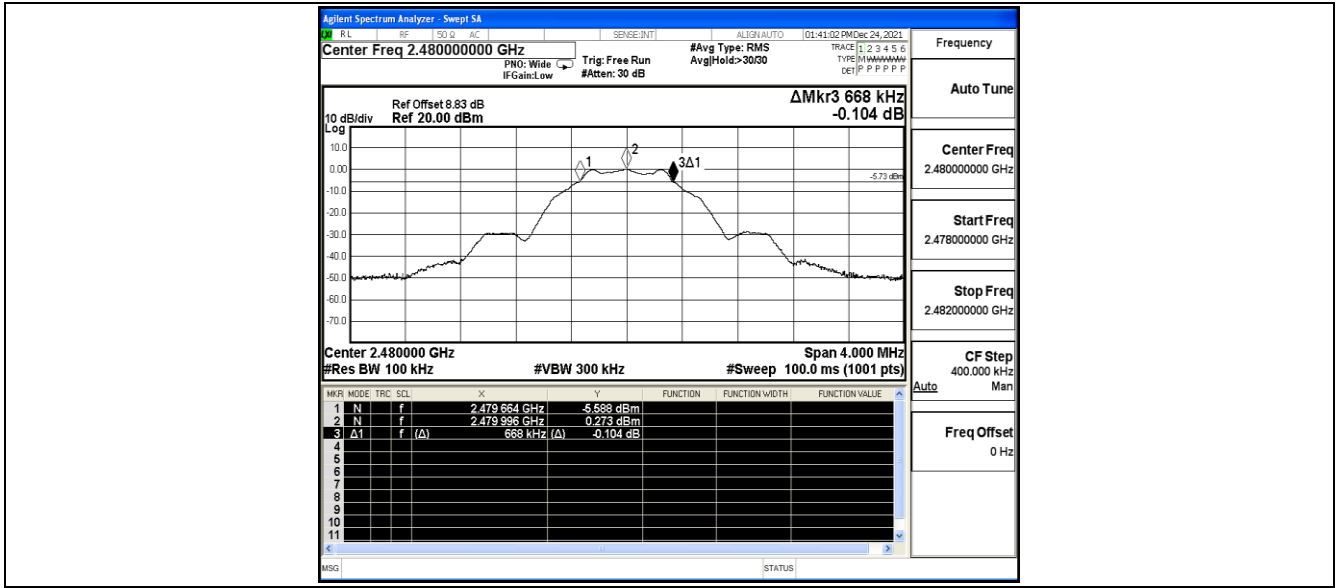 Agilent Spectrum Analyzer - Swept SA
LXI RL RF 50 Ω AC SENSE:INT ALIGN AUTO 01:41:02 PM Dec 24, 2021
Center Freq 2.480000000 GHz
#Avg Type: RMS
TRACE 1 2 3 4 5 6
PNO: Wide
Trig: Free Run
Avg|Hold:>30/30
TYPE MWWWWW
IFGain:Low
#Atten: 30 dB
DET P P P P P P
ΔMkr3 668 kHz
-0.104 dB
Ref Offset 8.83 dB
10 dB/div Ref 20.00 dBm
Log
10.0
0.00
-10.0
-20.0
-30.0
-40.0
-50.0
-60.0
-70.0
1
2
3Δ1
-5.73 dBm
Center 2.480000 GHz Span 4.000 MHz
#Res BW 100 kHz #VBW 300 kHz #Sweep 100.0 ms (1001 pts)
MKR MODE TRC SCL X Y FUNCTION FUNCTION WIDTH FUNCTION VALUE
1 N f 2.479 664 GHz -5.588 dBm
2 N f 2.479 996 GHz 0.273 dBm
3 Δ1 f (Δ) 668 kHz (Δ) -0.104 dB
4
5
6
7
8
9
10
11
MSG STATUS
Frequency
Auto Tune
Center Freq
2.480000000 GHz
Start Freq
2.478000000 GHz
Stop Freq
2.482000000 GHz
CF Step
400.000 kHz
Auto Man
Freq Offset
0 Hz